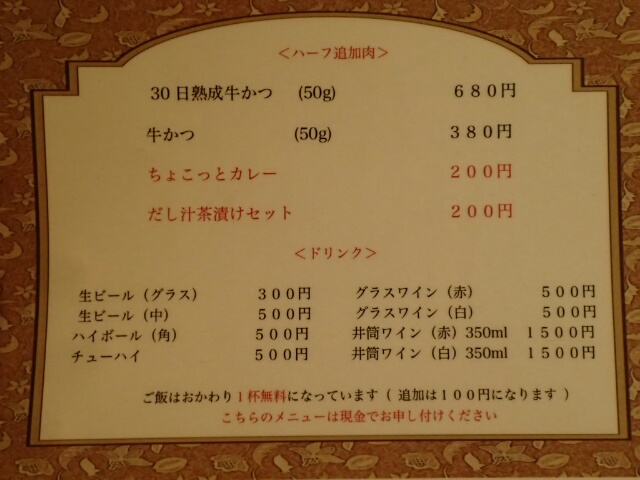 ＜ハーフ追加肉＞
30日熟成牛かつ (50g) ６８０円
牛かつ (50g) ３８０円
ちょこっとカレー ２００円
だし汁茶漬けセット ２００円
＜ドリンク＞
生ビール（グラス） ３００円 グラスワイン（赤） ５００円
生ビール（中） ５００円 グラスワイン（白） ５００円
ハイボール（角） ５００円 井筒ワイン（赤）350ml １５００円
チューハイ ５００円 井筒ワイン（白）350ml １５００円
ご飯はおかわり１杯無料になっています（ 追加は１００円になります ）
こちらのメニューは現金でお申し付けください